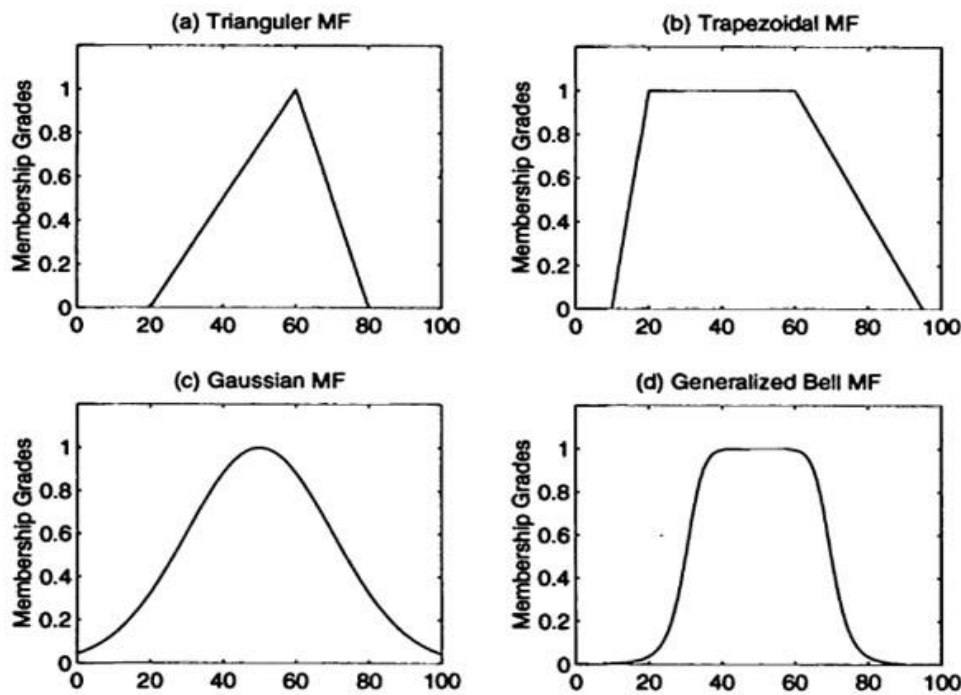 (a) Trianguler MF
Membership Grades
1
0.8
0.6
0.4
0.2
0
0 20 40 60 80 100
(b) Trapezoidal MF
Membership Grades
1
0.8
0.6
0.4
0.2
0
0 20 40 60 80 100
(c) Gaussian MF
Membership Grades
1
0.8
0.6
0.4
0.2
0
0 20 40 60 80 100
(d) Generalized Bell MF
Membership Grades
1
0.8
0.6
0.4
0.2
0
0 20 40 60 80 100